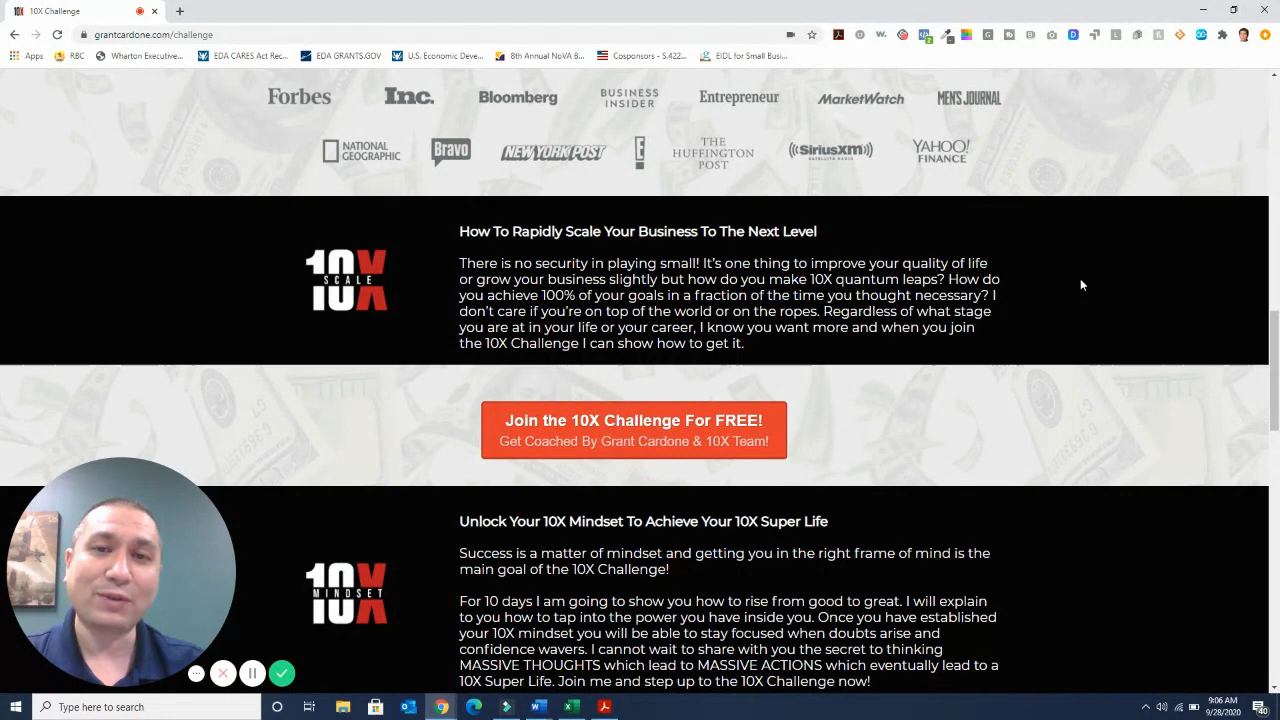 10X Challenge
grantcardone.com/challenge
Apps
RBC
Wharton Executive...
EDA CARES Act Rec...
EDA GRANTS.GOV
U.S. Economic Deve...
8th Annual NoVA B...
Cosponsors - S.422...
EIDL for Small Busi...
Forbes
Inc.
Bloomberg
BUSINESS
INSIDER
Entrepreneur
MarketWatch
MEN'S JOURNAL
NATIONAL
GEOGRAPHIC
Bravo
NEW YORK POST
E!
THE
HUFFINGTON
POST
SiriusXM
SATELLITE RADIO
YAHOO!
FINANCE
10X
SCALE
10X
How To Rapidly Scale Your Business To The Next Level
There is no security in playing small! It's one thing to improve your quality of life
or grow your business slightly but how do you make 10X quantum leaps? How do
you achieve 100% of your goals in a fraction of the time you thought necessary? I
don't care if you're on top of the world or on the ropes. Regardless of what stage
you are at in your life or your career, I know you want more and when you join
the 10X Challenge I can show how to get it.
Join the 10X Challenge For FREE!
Get Coached By Grant Cardone & 10X Team!
10X
MINDSET
10X
Unlock Your 10X Mindset To Achieve Your 10X Super Life
Success is a matter of mindset and getting you in the right frame of mind is the
main goal of the 10X Challenge!
For 10 days I am going to show you how to rise from good to great. I will explain
to you how to tap into the power you have inside you. Once you have established
your 10X mindset you will be able to stay focused when doubts arise and
confidence wavers. I cannot wait to share with you the secret to thinking
MASSIVE THOUGHTS which lead to MASSIVE ACTIONS which eventually lead to a
10X Super Life. Join me and step up to the 10X Challenge now!
Type here to search
9:06 AM
9/28/2020
40